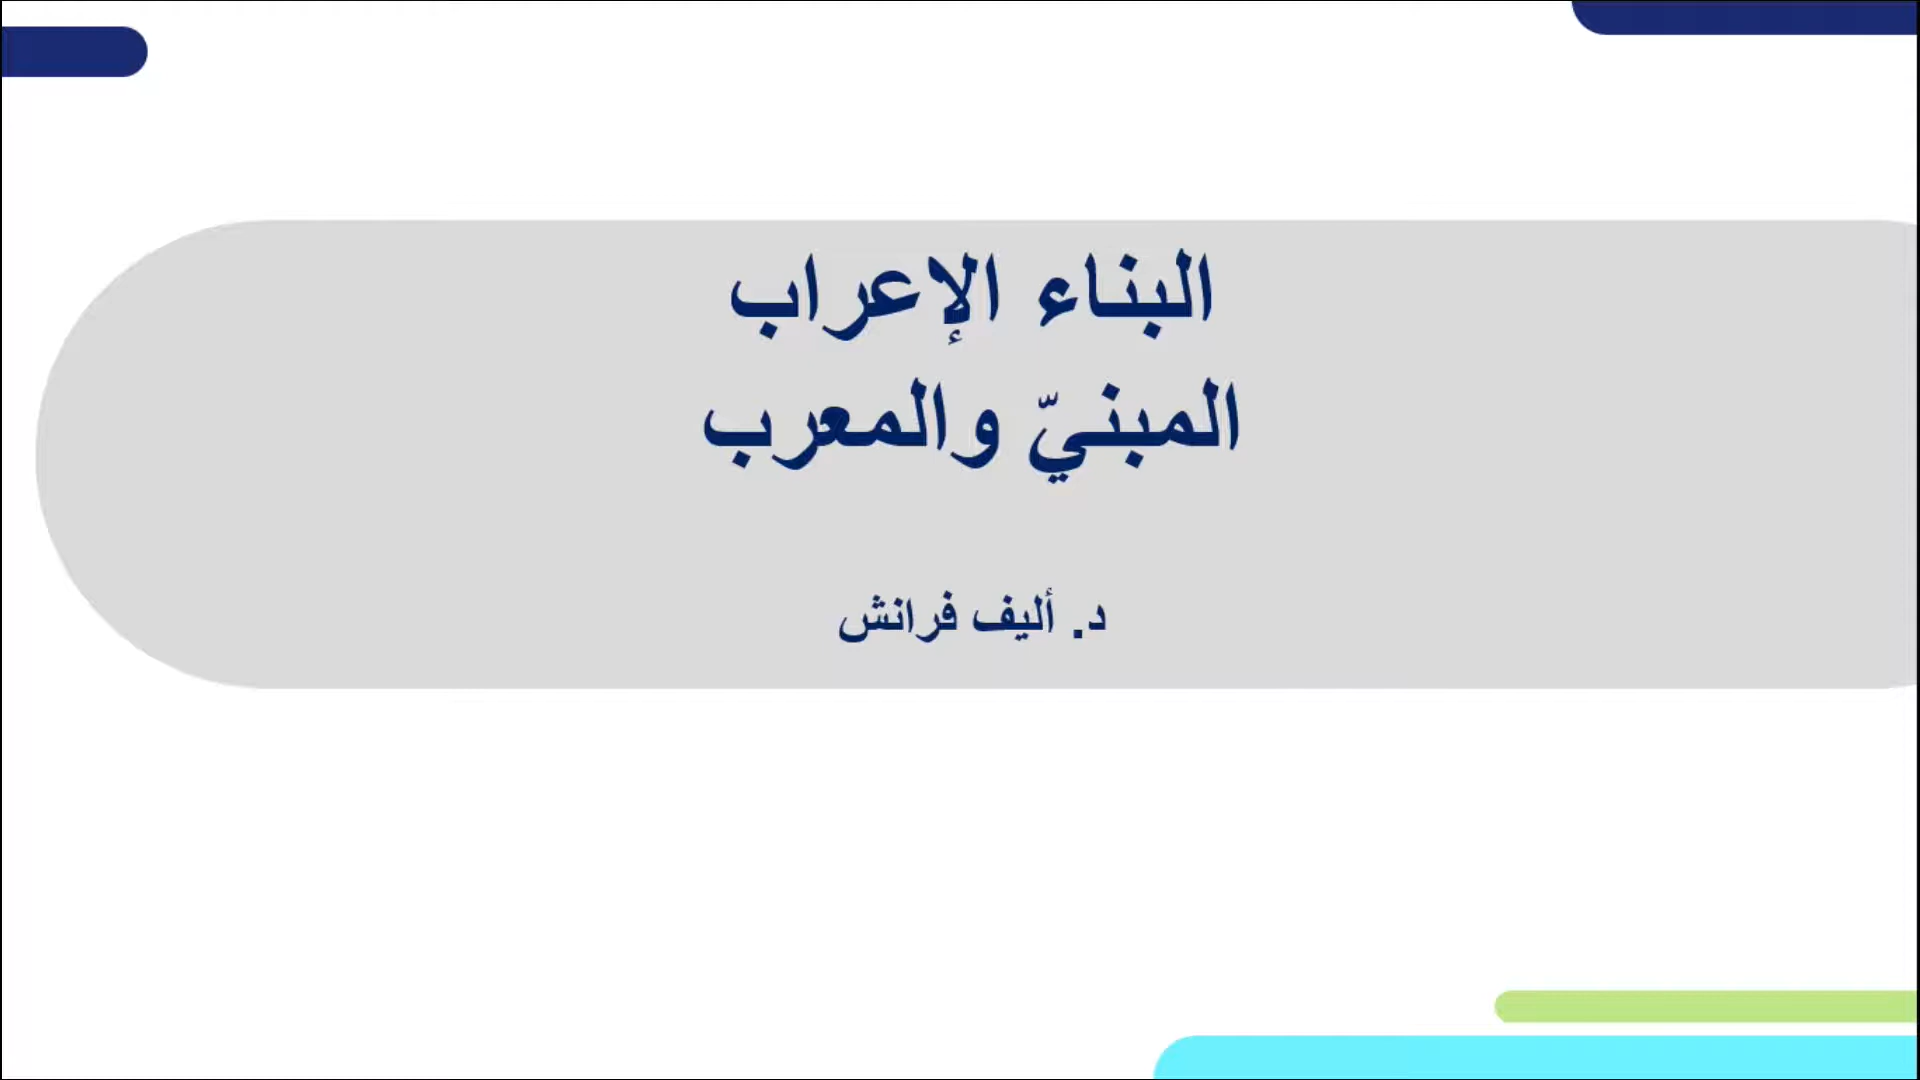 البناء الإعراب
المبنيّ والمعرب
د. أليف فرانش